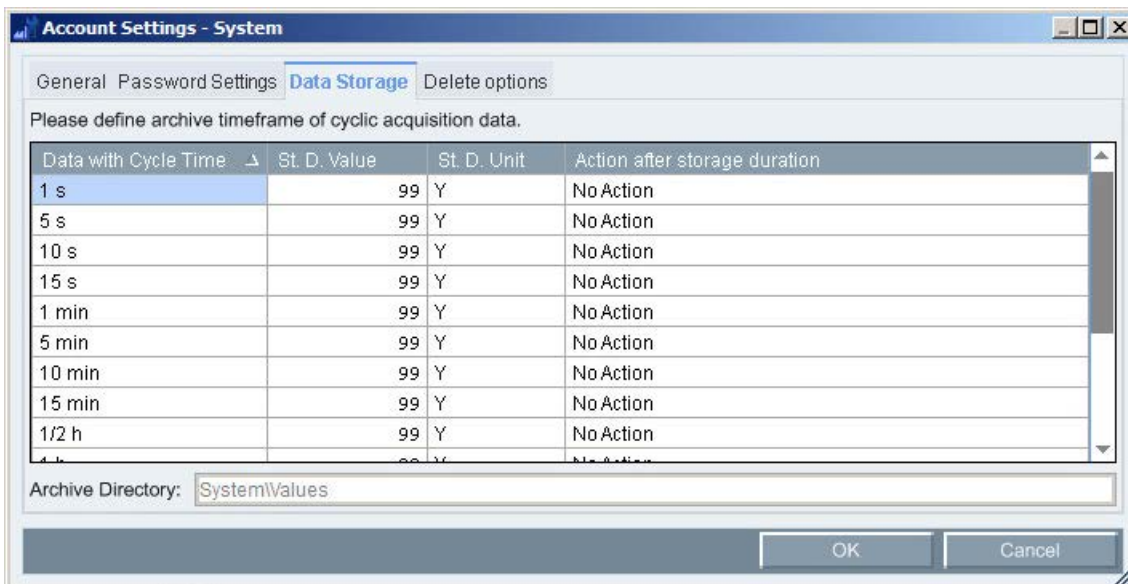 Account Settings - System
General Password Settings Data Storage Delete options
Please define archive timeframe of cyclic acquisition data.
Data with Cycle Time St. D. Value St. D. Unit Action after storage duration
1 s 99 Y No Action
5 s 99 Y No Action
10 s 99 Y No Action
15 s 99 Y No Action
1 min 99 Y No Action
5 min 99 Y No Action
10 min 99 Y No Action
15 min 99 Y No Action
1/2 h 99 Y No Action
Archive Directory: System\Values
OK Cancel